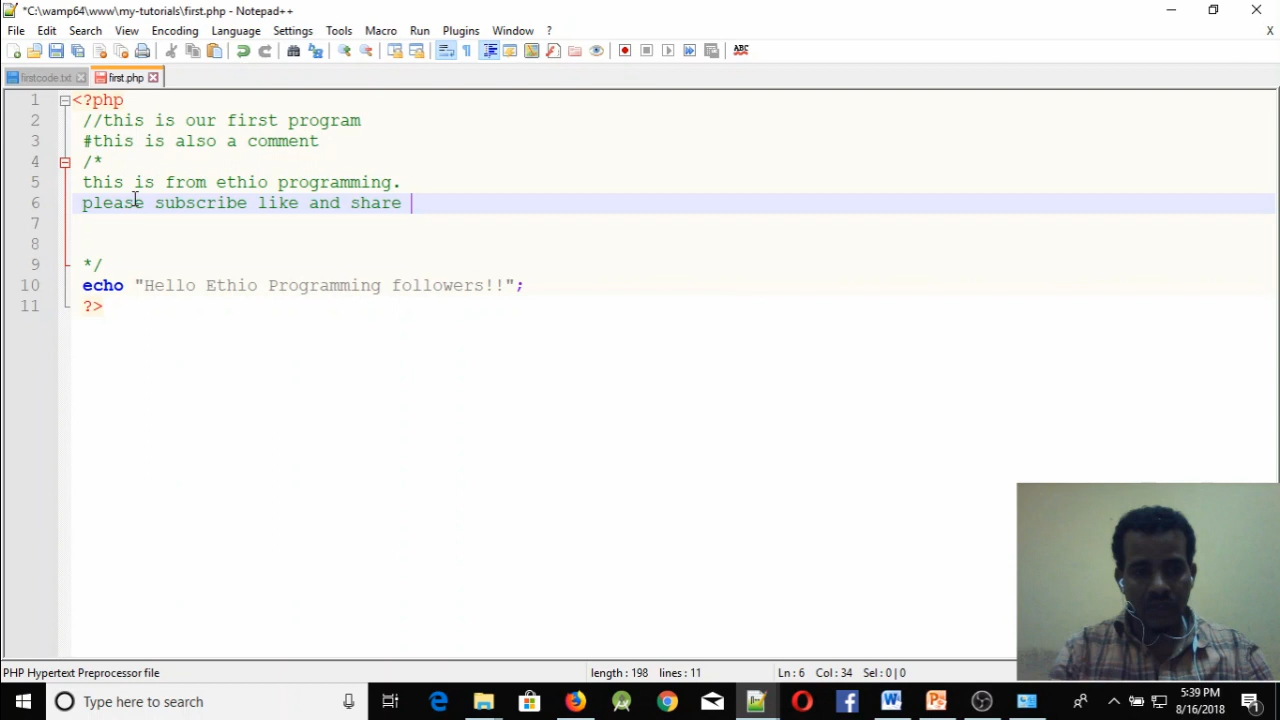 *C:\wamp64\www\my-tutorials\first.php - Notepad++
File Edit Search View Encoding Language Settings Tools Macro Run Plugins Window ? X
firstcode.txt first.php
1 <?php
2 //this is our first program
3 #this is also a comment
4 /*
5 this is from ethio programming.
6 please subscribe like and share
7
8
9 */
10 echo "Hello Ethio Programming followers!!";
11 ?>
PHP Hypertext Preprocessor file length : 198 lines : 11 Ln : 6 Col : 34 Sel : 0 | 0
Type here to search
5:39 PM
8/16/2018